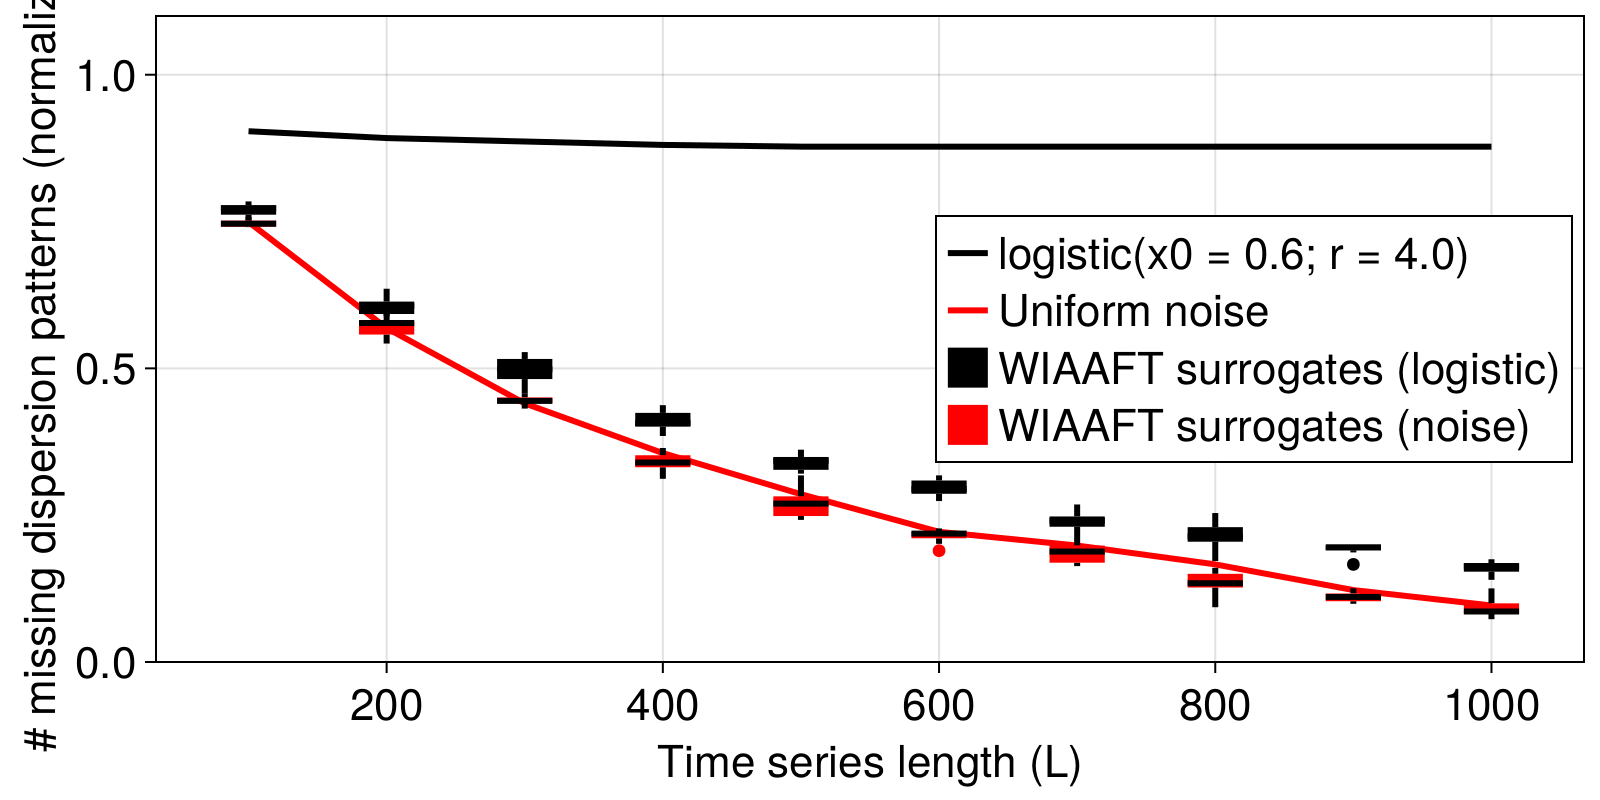 # missing dispersion patterns (normaliz
1.0
0.5
0.0
logistic(x0 = 0.6; r = 4.0)
Uniform noise
WIAAFT surrogates (logistic)
WIAAFT surrogates (noise)
200 400 600 800 1000
Time series length (L)